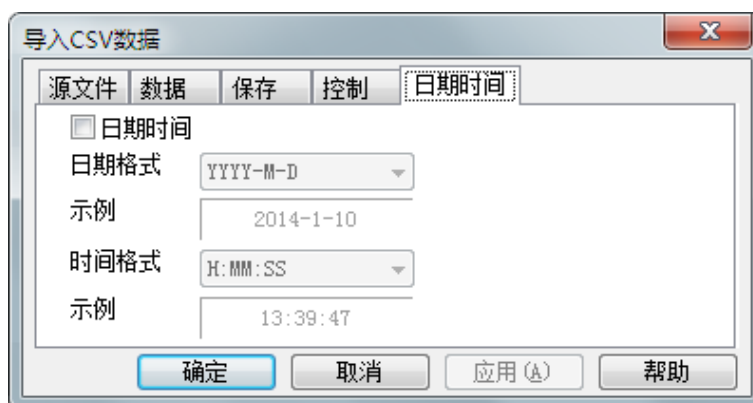 导入CSV数据
源文件 数据 保存 控制 日期时间
日期时间
日期格式 YYYY-M-D
示例 2014-1-10
时间格式 H:MM:SS
示例 13:39:47
确定 取消 应用(A) 帮助